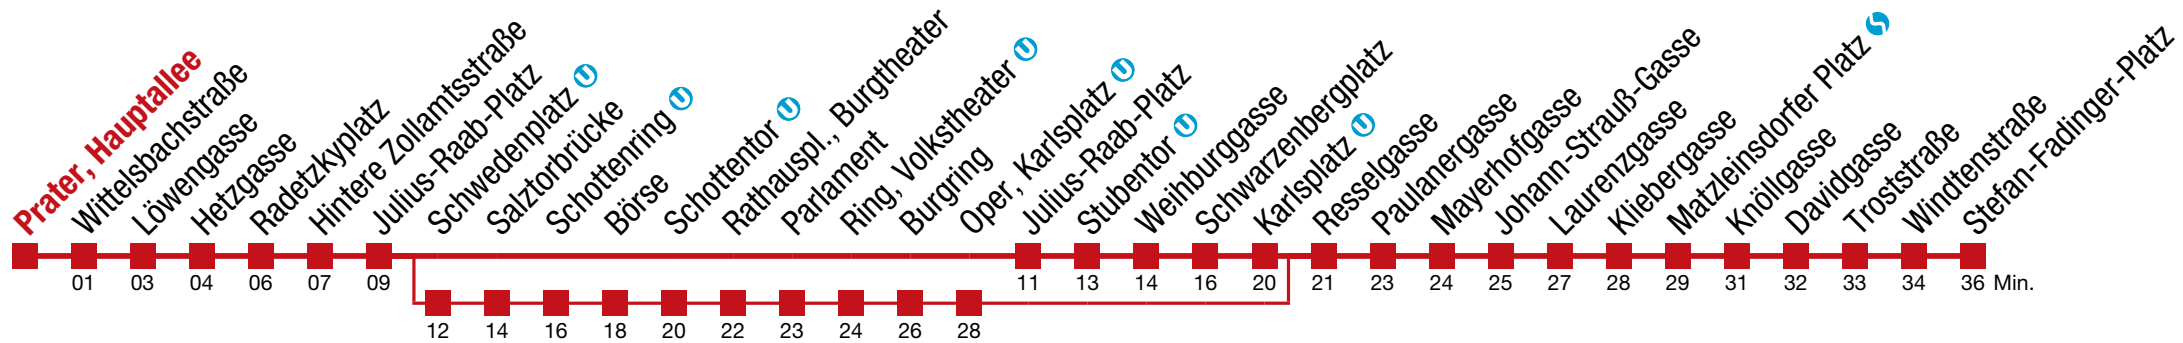 Prater, Hauptallee
Wittelsbachstraße
Löwengasse
Hetzgasse
Radetzkyplatz
Hintere Zollamtsstraße
Julius-Raab-Platz
Schwedenplatz U
Salztorbrücke
Schottenring U
Börse
Schottentor U
Rathauspl., Burgtheater
Parlament
Ring, Volkstheater U
Burgring
Oper, Karlsplatz U
Julius-Raab-Platz
Stubentor U
Weihburggasse
Schwarzenbergplatz
Karlsplatz U
Resselgasse
Paulanergasse
Mayerhofgasse
Johann-Strauß-Gasse
Laurenzgasse
Kliebergasse
Matzleinsdorfer Platz S
Knöllgasse
Davidgasse
Troststraße
Windtenstraße
Stefan-Fadinger-Platz
01 03 04 06 07 09 11 13 14 16 20 21 23 24 25 27 28 29 31 32 33 34 36 Min.
12 14 16 18 20 22 23 24 26 28